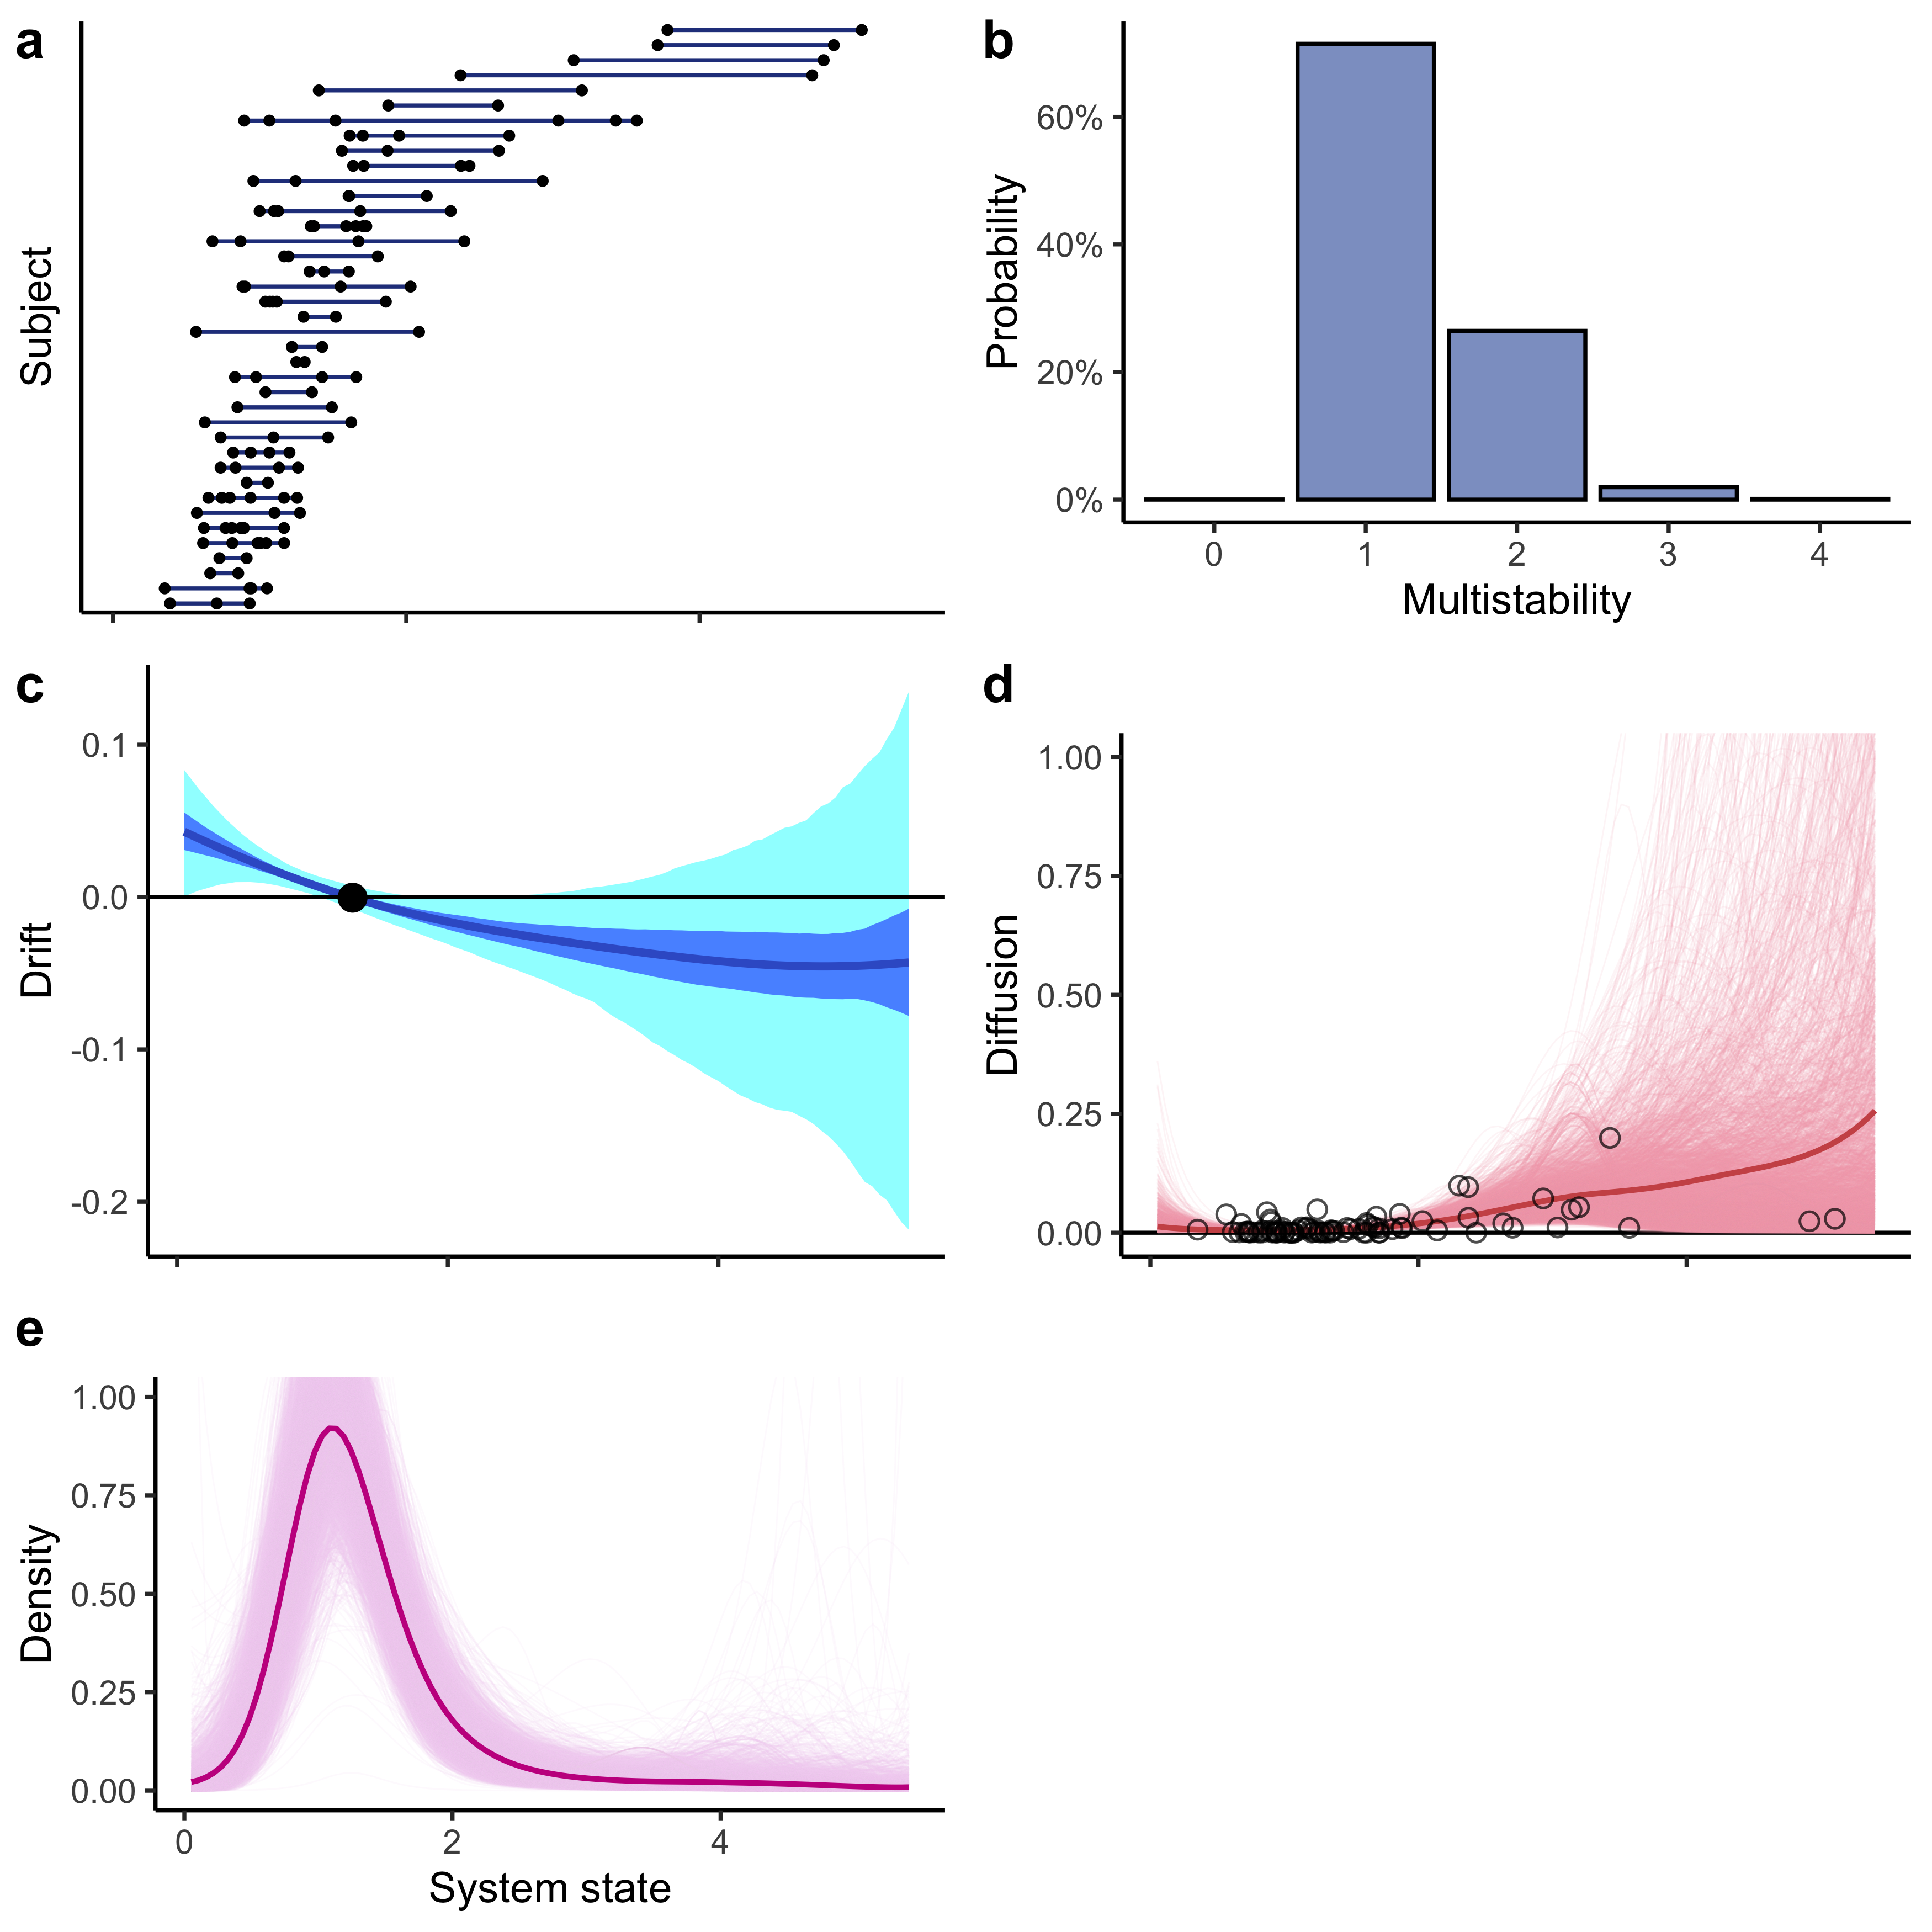 a
Subject
b
Probability
60%
40%
20%
0%
0 1 2 3 4
Multistability
c
Drift
0.1
0.0
-0.1
-0.2
d
Diffusion
1.00
0.75
0.50
0.25
0.00
e
Density
1.00
0.75
0.50
0.25
0.00
0 2 4
System state